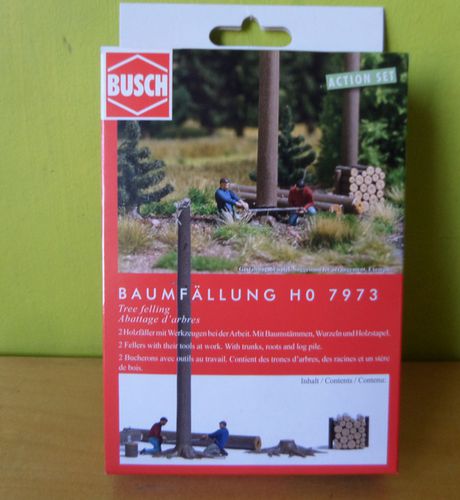 BUSCH
ACTION SET
BAUMFÄLLUNG H0 7973
Tree felling
Abattage d'arbres
2 Holzfäller mit Werkzeugen bei der Arbeit. Mit Baumstämmen, Wurzeln und Holzstapel.
2 Fellers with their tools at work. With trunks, roots and log pile.
2 Bucherons avec outils au travail. Contient des troncs d'arbres, des racines et un stère
de bois.
Inhalt / Contents / Contenu: